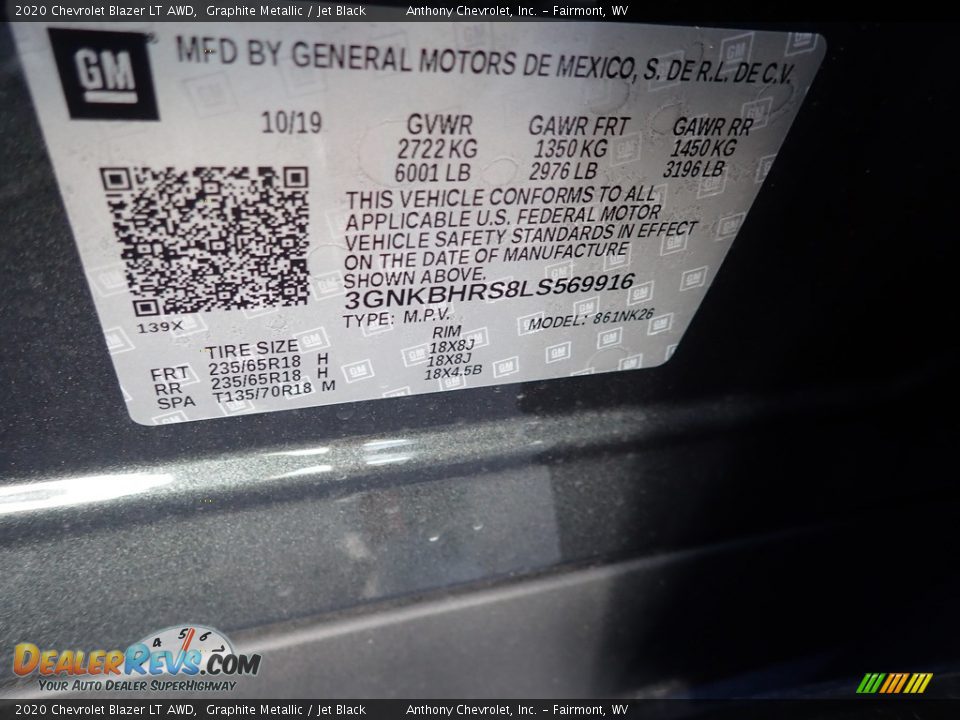 2020 Chevrolet Blazer LT AWD, Graphite Metallic / Jet Black Anthony Chevrolet, Inc. - Fairmont, WV
GM
MFD BY GENERAL MOTORS DE MEXICO, S. DE R.L. DE C.V.
10/19 GVWR GAWR FRT GAWR RR
2722 KG 1350 KG 1450 KG
6001 LB 2976 LB 3196 LB
THIS VEHICLE CONFORMS TO ALL
APPLICABLE U.S. FEDERAL MOTOR
VEHICLE SAFETY STANDARDS IN EFFECT
ON THE DATE OF MANUFACTURE
SHOWN ABOVE.
3GNKBHRS8LS569916
139X TYPE: M.P.V. MODEL: 861NK26
TIRE SIZE RIM
FRT 235/65R18 H 18X8J
RR 235/65R18 H 18X8J
SPA T135/70R18 M 18X4.5B
4 5 6
DEALERREVS.COM
YOUR AUTO DEALER SUPERHIGHWAY
2020 Chevrolet Blazer LT AWD, Graphite Metallic / Jet Black Anthony Chevrolet, Inc. - Fairmont, WV